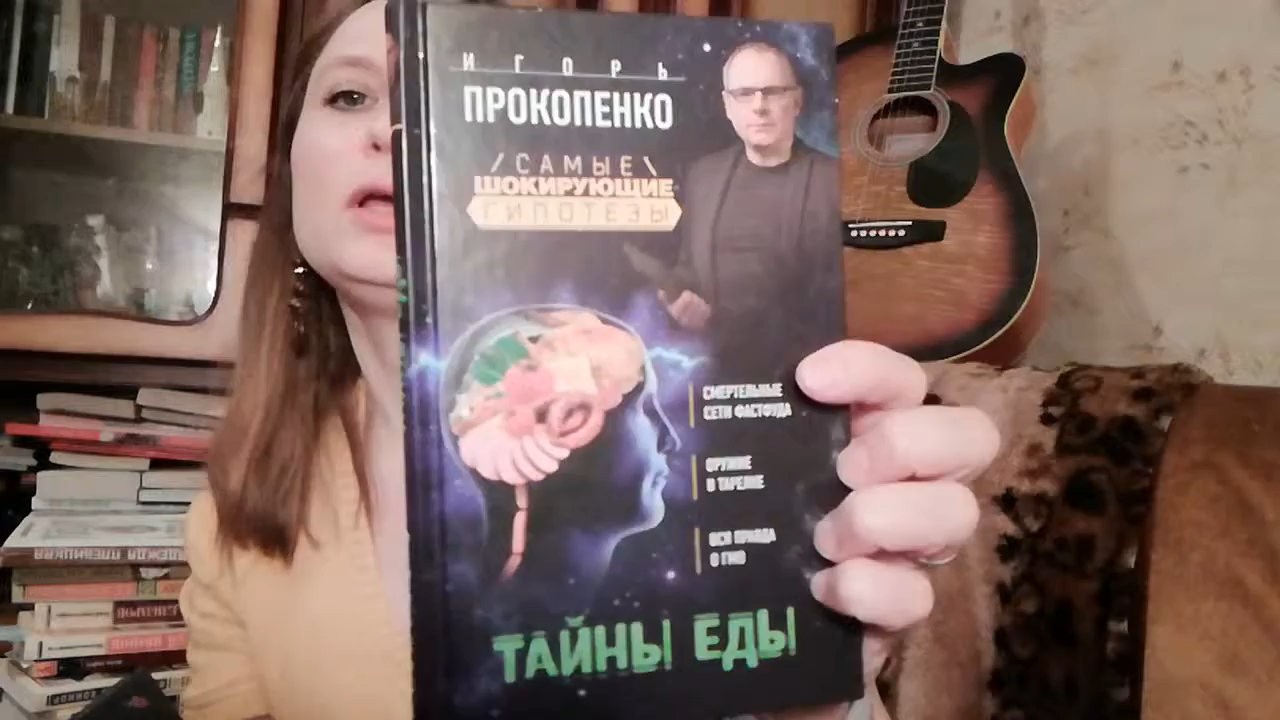 ИГОРЬ
ПРОКОПЕНКО
САМЫЕ
ШОКИРУЮЩИЕ
ГИПОТЕЗЫ
СМЕРТЕЛЬНЫЕ
СЕТИ ФАСТФУДА
ОРУЖИЕ
В ТАРЕЛКЕ
ВСЯ ПРАВДА
О ГМО
ТАЙНЫ ЕДЫ